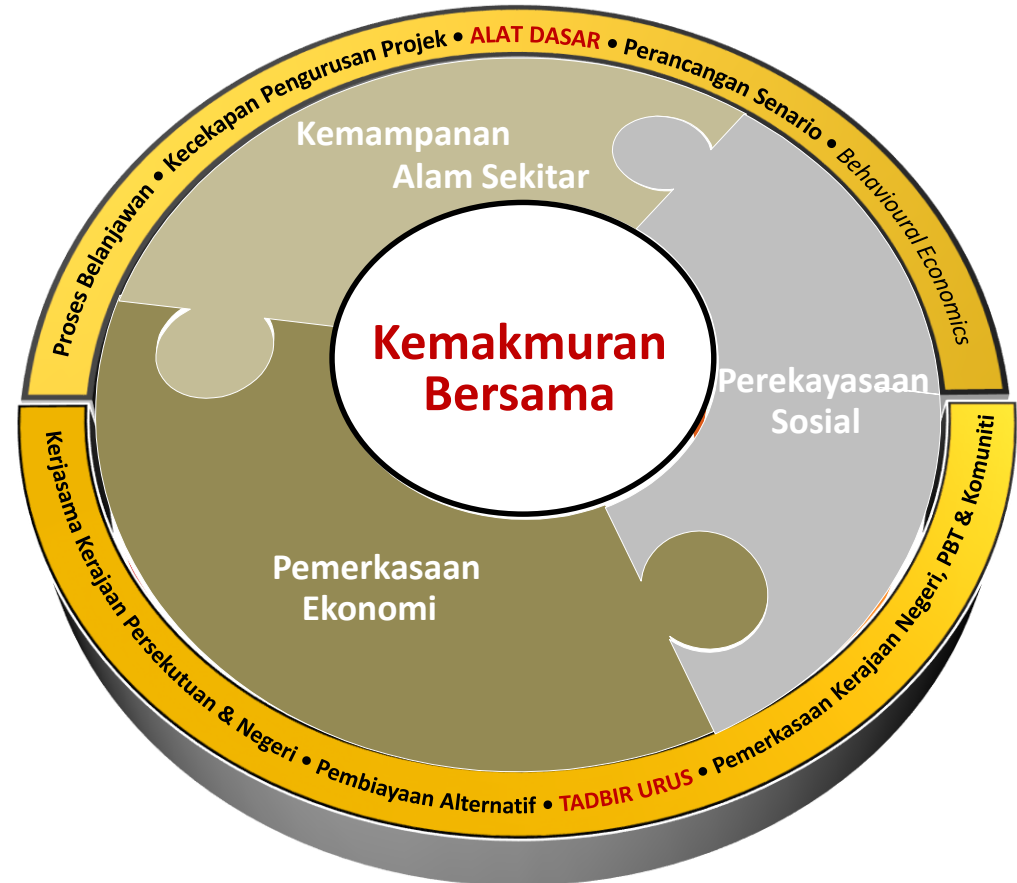 Proses Belanjawan • Kecekapan Pengurusan Projek • ALAT DASAR • Perancangan Senario • Behavioural Economics
Kemampanan
Alam Sekitar
Kemakmuran
Bersama
Perekayasaan
Sosial
Pemerkasaan
Ekonomi
Kerjasama Kerajaan Persekutuan & Negeri • Pembiayaan Alternatif • TADBIR URUS • Pemerkasaan Kerajaan Negeri, PBT & Komuniti